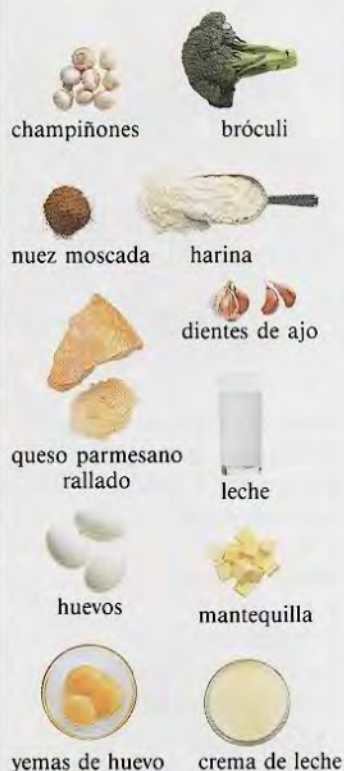 champiñones
bróculi
nuez moscada
harina
dientes de ajo
queso parmesano
rallado
leche
huevos
mantequilla
yemas de huevo
crema de leche